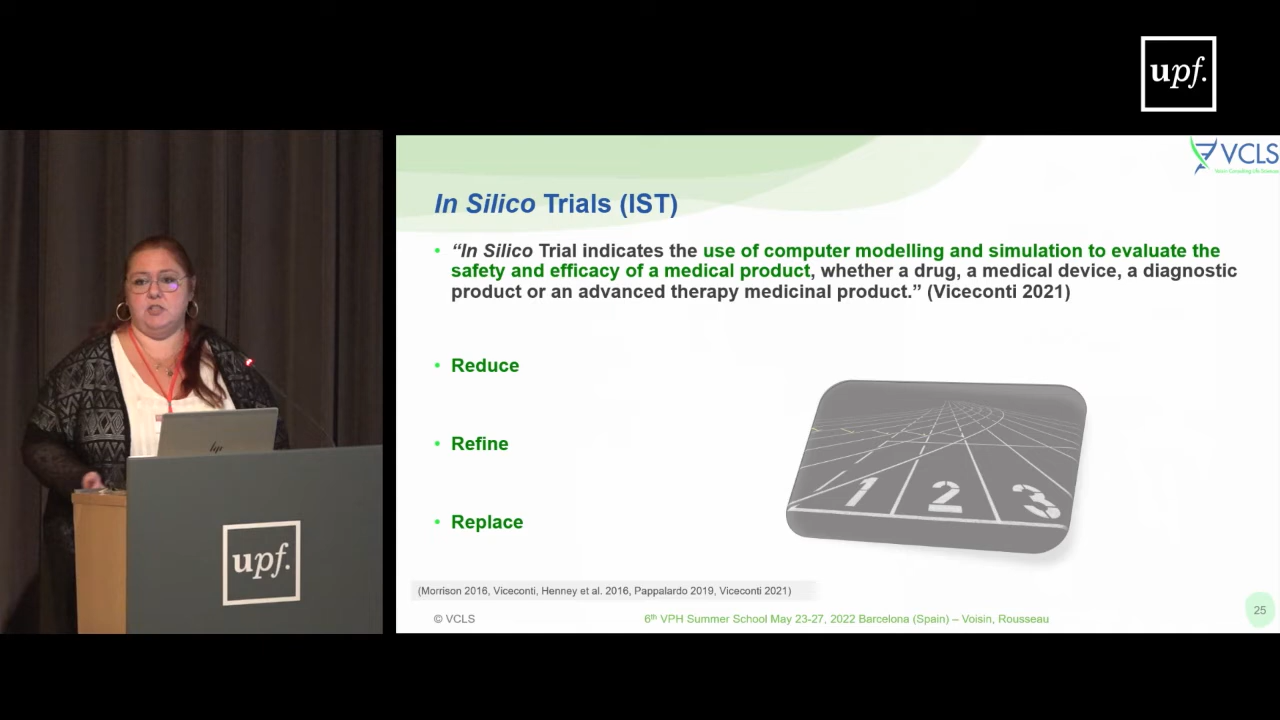 upf.
VCLS
In Silico Trials (IST)
• “In Silico Trial indicates the use of computer modelling and simulation to evaluate the
safety and efficacy of a medical product, whether a drug, a medical device, a diagnostic
product or an advanced therapy medicinal product.” (Viceconti 2021)
• Reduce
• Refine
• Replace
1 2 3
(Morrison 2016, Viceconti, Henney et al. 2016, Pappalardo 2019, Viceconti 2021)
© VCLS
6th VPH Summer School May 23-27, 2022 Barcelona (Spain) – Voisin, Rousseau
25
hp
upf.